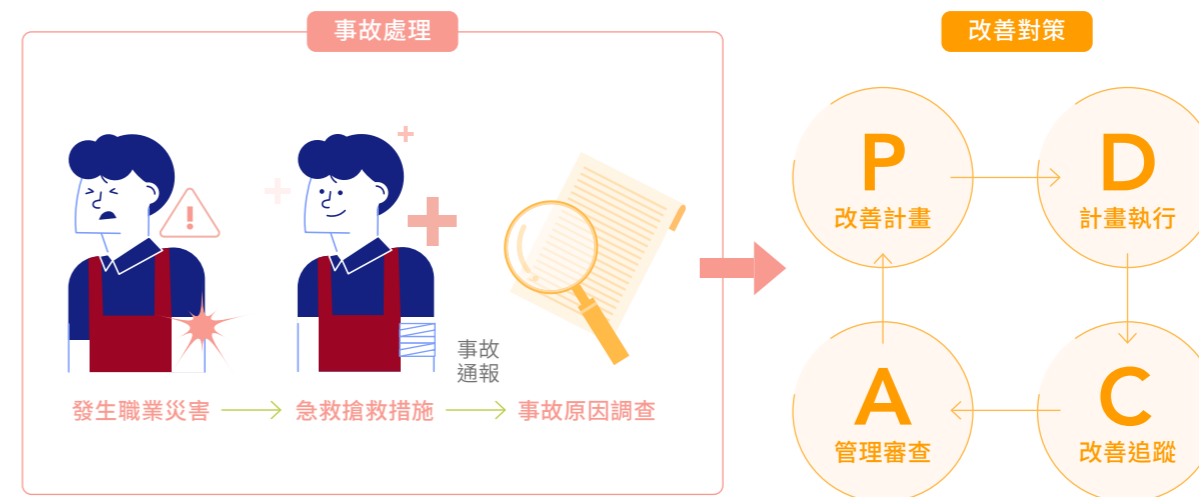 事故處理
發生職業災害
急救搶救措施
事故
通報
事故原因調查
改善對策
P
改善計畫
D
計畫執行
C
改善追蹤
A
管理審查